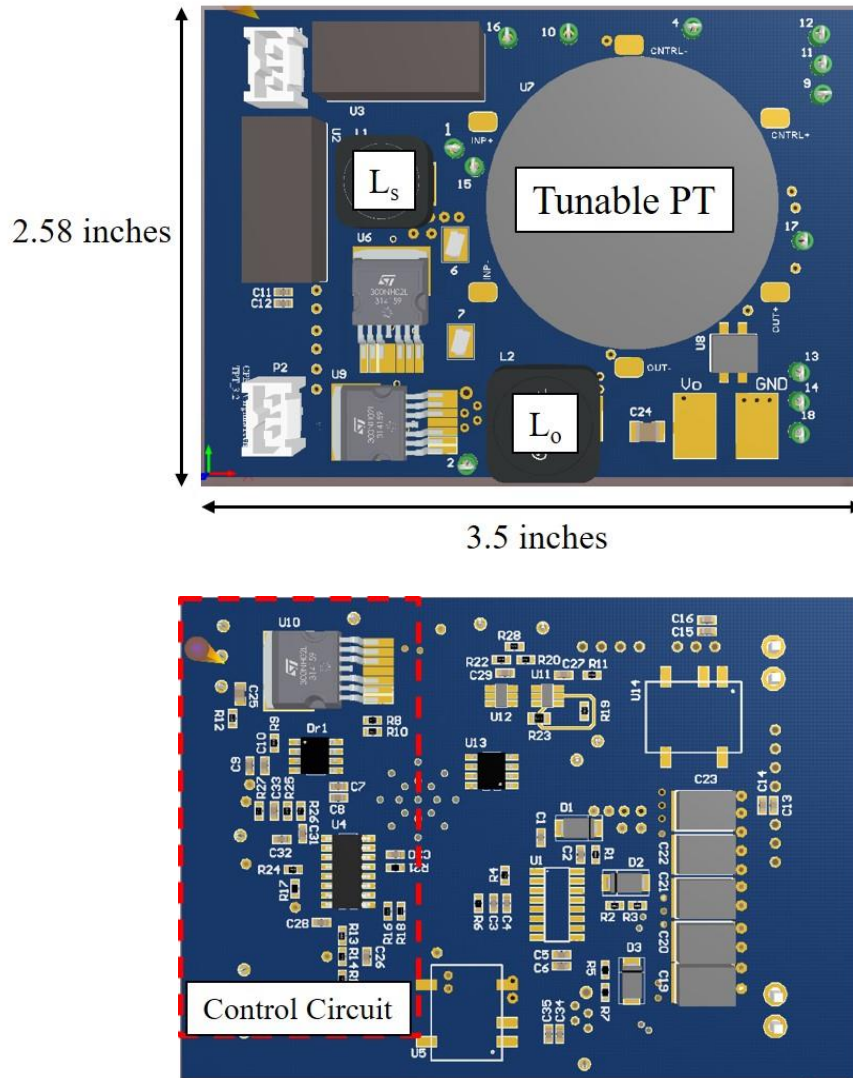 16
10
4
12
11
9
CNTRL-
U7
U3
U2
L1
1
INP+
CNTRL+
Ls
15
Tunable PT
2.58 inches
U6
17
6
INP-
C11
C12
7
OUT+
U8
L2
P2
U9
OUT-
13
TPT_3.2
VO
GND
14
Lo
C24
18
2
3.5 inches
U10
C16
C15
R28
R22
R20
C27
R11
C29
U14
C25
U11
R12
U12
R19
R8
R9
Dr1
R10
R23
C10
U13
C9
C23
C7
C14
C13
R27
C33
R25
R26
C8
D1
C1
C31
U4
C22
C32
C2
R1
U1
D2
R24
R4
C21
R17
R6
C3
C4
R2
R3
C28
R19
R18
C20
R13
D3
R14
C26
C5
C6
R5
C19
R7
Control Circuit
C35
C34
U5